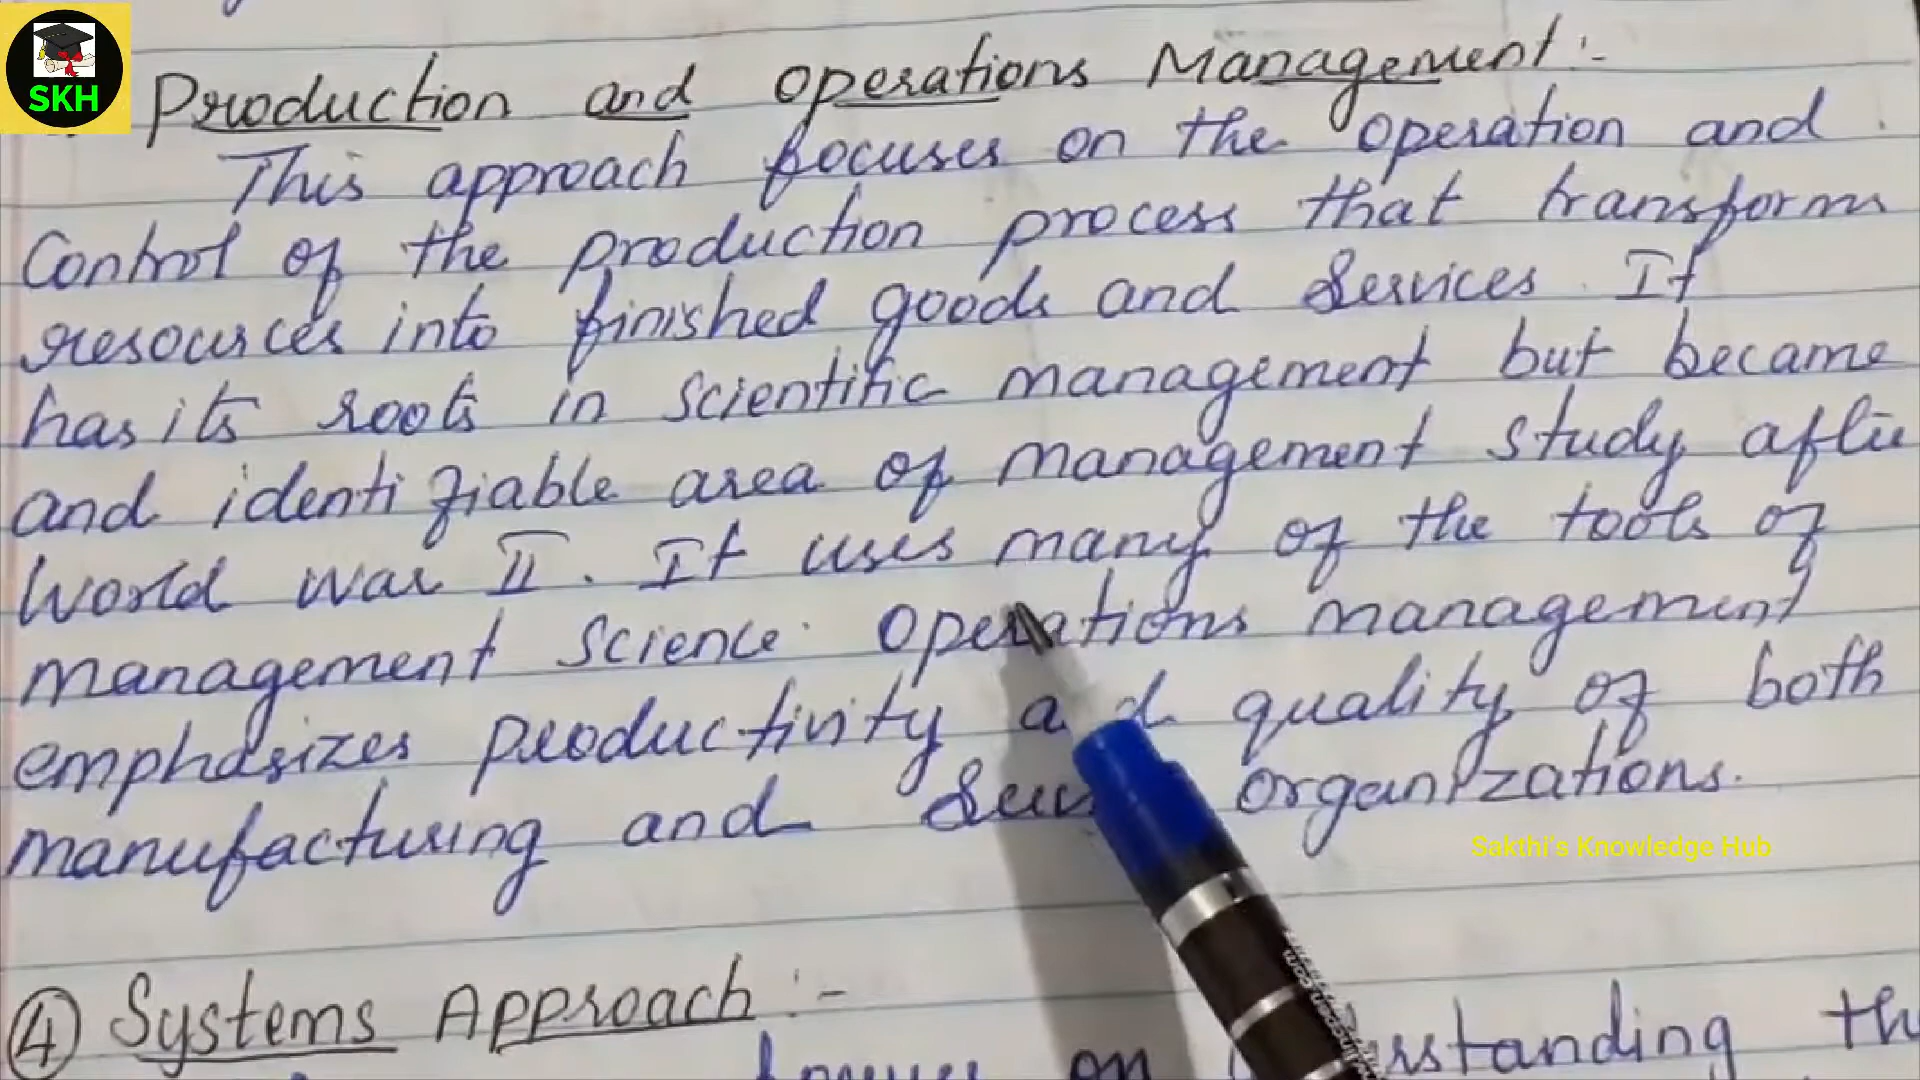 SKH
Production and Operations Management :-
This approach focuses on the operation and
Control of the production process that transforms
resources into finished goods and Services. It
has its roots in scientific management but became
and identifiable area of management study after
World War II. It uses many of the tools of
management Science. Operations management
emphasizes productivity and quality of both
manufacturing and organizations.
Sakthi's Knowledge Hub
④ Systems Approach :-
on the